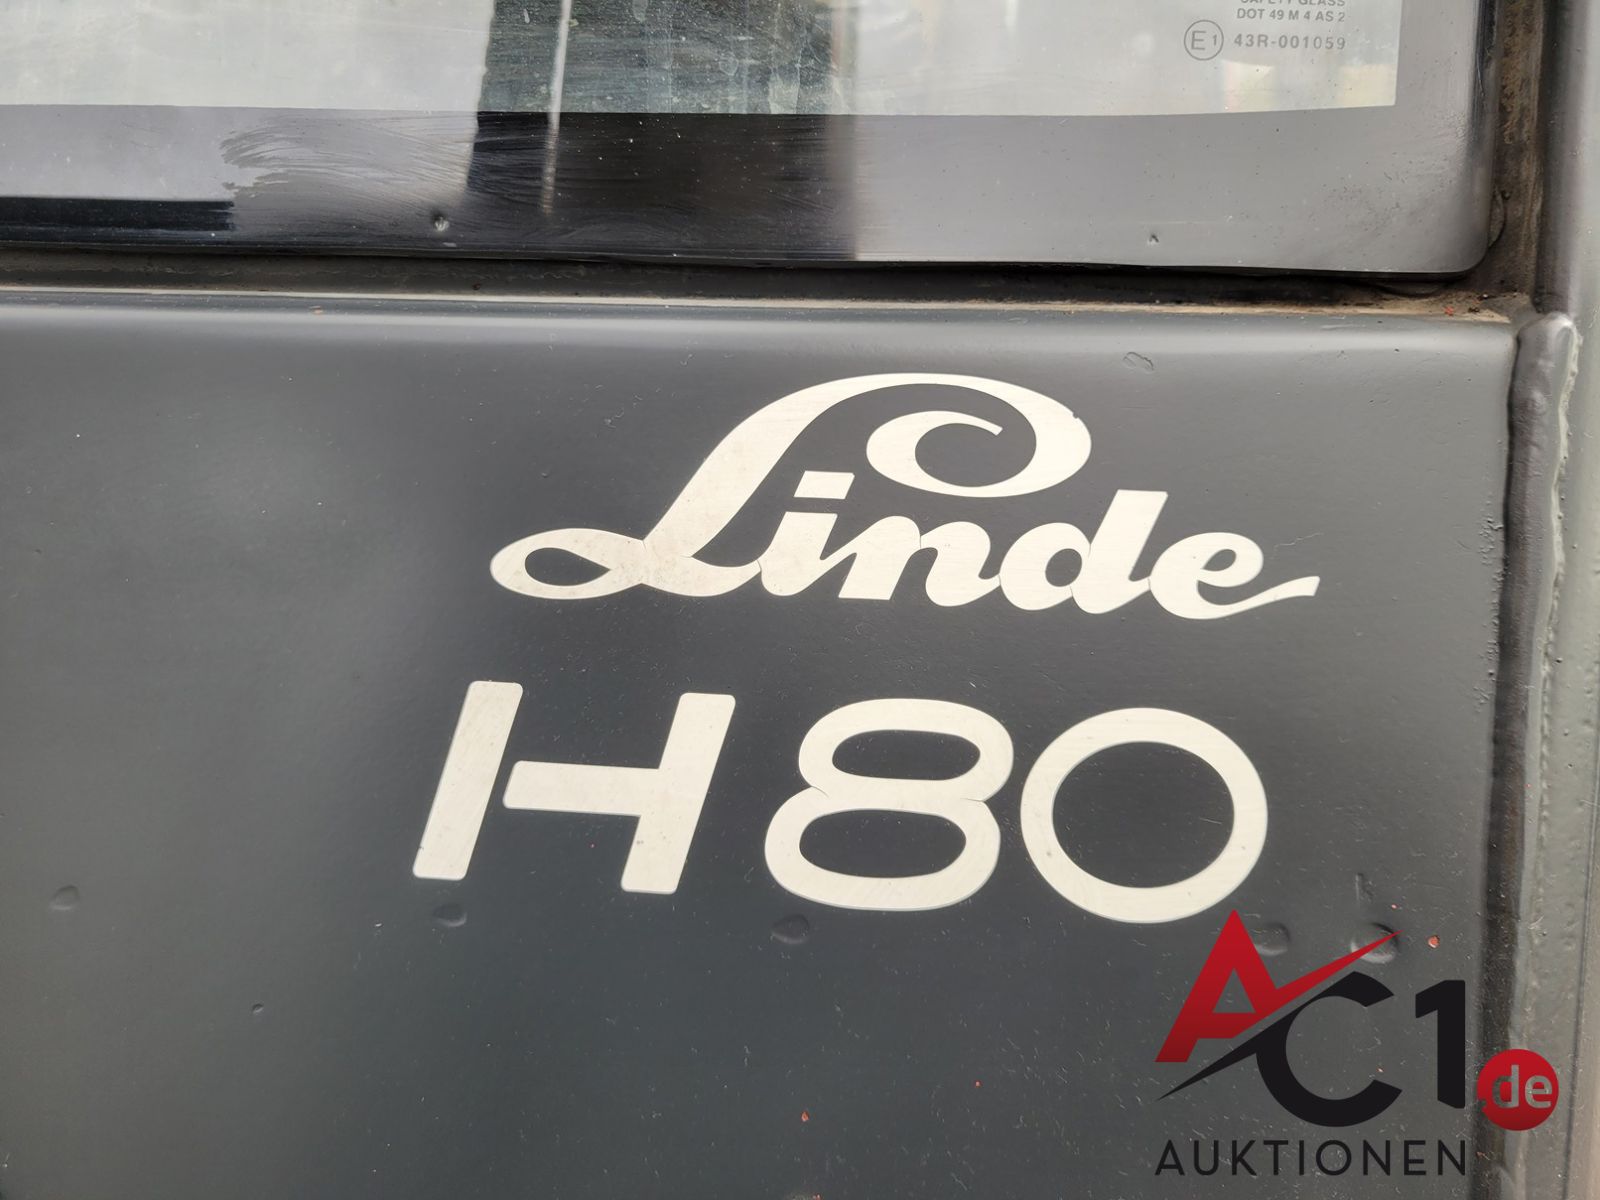 SAFETY GLASS
DOT 49 M 4 AS 2
E1 43R-001059
Linde
H80
AC1.de
AUKTIONEN